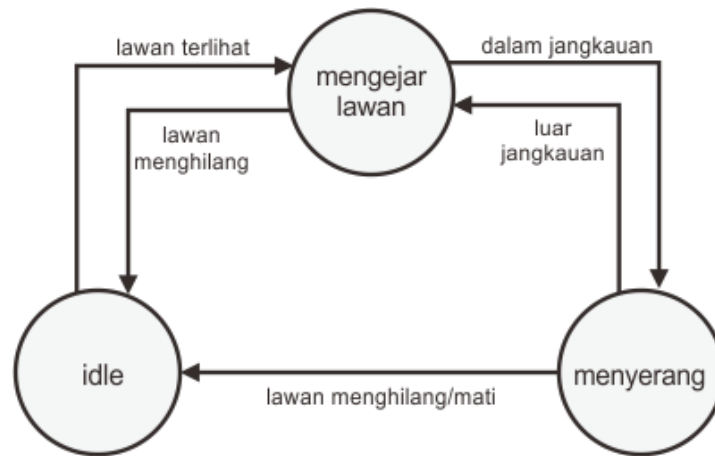 lawan terlihat
dalam jangkauan
mengejar
lawan
lawan
menghilang
luar
jangkauan
idle
menyerang
lawan menghilang/mati